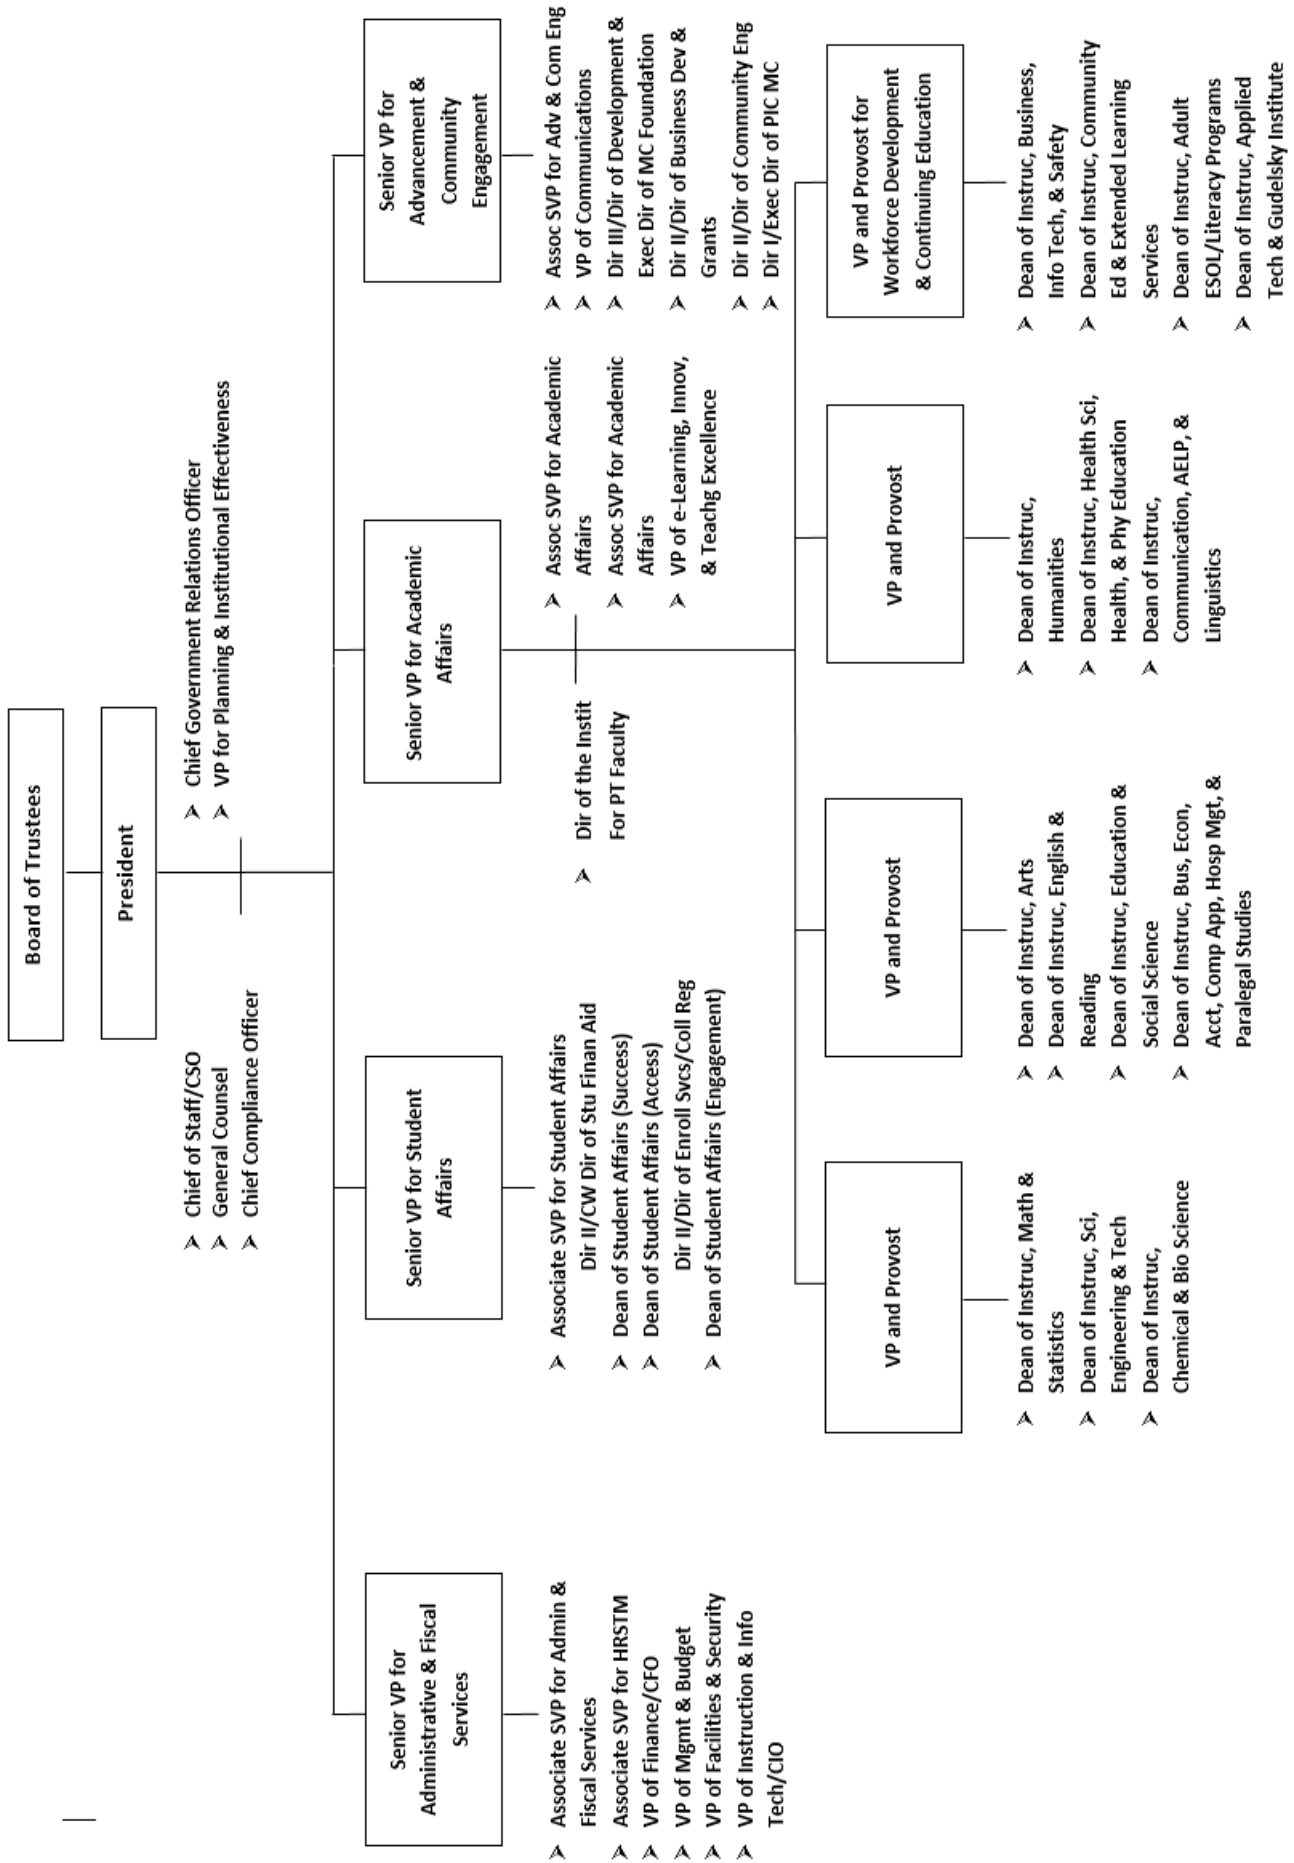 Board of Trustees
President
➢ Chief of Staff/CSO
➢ General Counsel
➢ Chief Compliance Officer
➢ Chief Government Relations Officer
➢ VP for Planning & Institutional Effectiveness
Senior VP for
Administrative & Fiscal
Services
➢ Associate SVP for Admin &
Fiscal Services
➢ Associate SVP for HRSTM
➢ VP of Finance/CFO
➢ VP of Mgmt & Budget
➢ VP of Facilities & Security
➢ VP of Instruction & Info
Tech/CIO
Senior VP for Student
Affairs
➢ Associate SVP for Student Affairs
Dir II/CW Dir of Stu Finan Aid
➢ Dean of Student Affairs (Success)
➢ Dean of Student Affairs (Access)
Dir II/Dir of Enroll Svcs/Coll Reg
➢ Dean of Student Affairs (Engagement)
Senior VP for Academic
Affairs
➢ Dir of the Instit
For PT Faculty
➢ Assoc SVP for Academic
Affairs
➢ Assoc SVP for Academic
Affairs
➢ VP of e-Learning, Innov,
& Teachg Excellence
Senior VP for
Advancement &
Community
Engagement
➢ Assoc SVP for Adv & Com Eng
➢ VP of Communications
➢ Dir III/Dir of Development &
Exec Dir of MC Foundation
➢ Dir II/Dir of Business Dev &
Grants
➢ Dir II/Dir of Community Eng
➢ Dir I/Exec Dir of PIC MC
VP and Provost
➢ Dean of Instruc, Math &
Statistics
➢ Dean of Instruc, Sci,
Engineering & Tech
➢ Dean of Instruc,
Chemical & Bio Science
VP and Provost
➢ Dean of Instruc, Arts
➢ Dean of Instruc, English &
Reading
➢ Dean of Instruc, Education &
Social Science
➢ Dean of Instruc, Bus, Econ,
Acct, Comp App, Hosp Mgt, &
Paralegal Studies
VP and Provost
➢ Dean of Instruc,
Humanities
➢ Dean of Instruc, Health Sci,
Health, & Phy Education
➢ Dean of Instruc,
Communication, AELP, &
Linguistics
VP and Provost for
Workforce Development
& Continuing Education
➢ Dean of Instruc, Business,
Info Tech, & Safety
➢ Dean of Instruc, Community
Ed & Extended Learning
Services
➢ Dean of Instruc, Adult
ESOL/Literacy Programs
➢ Dean of Instruc, Applied
Tech & Gudelsky Institute